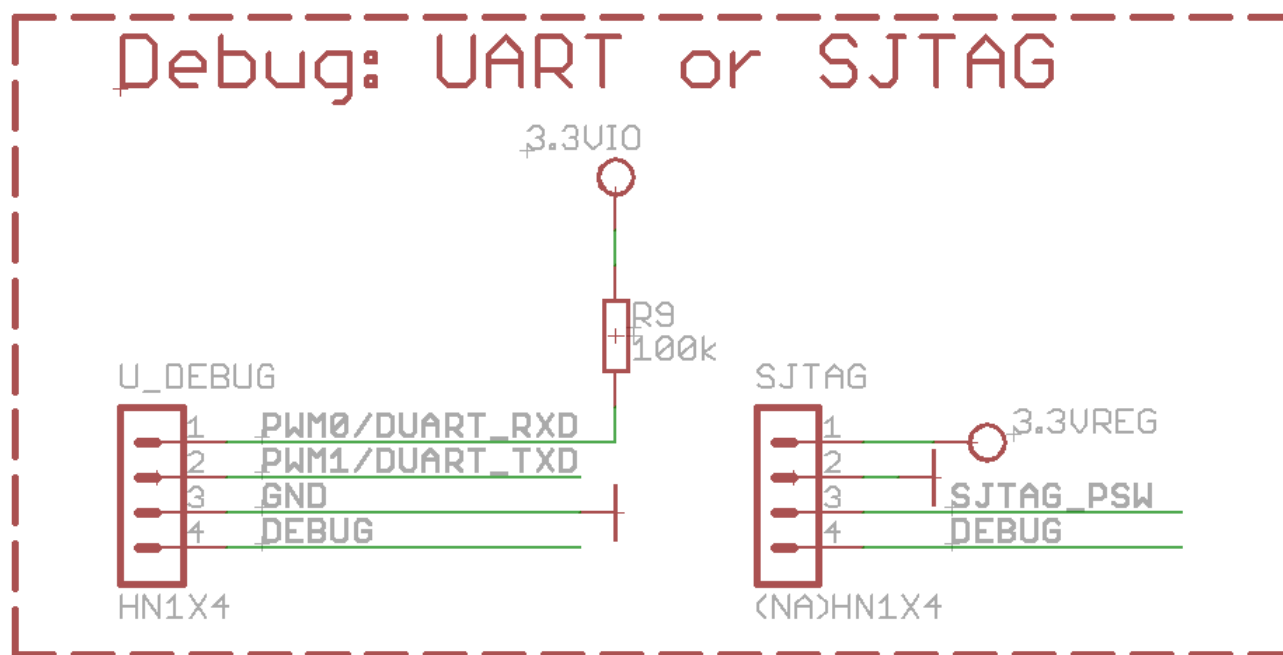 Debug: UART or SJTAG
3.3VIO
R9
100k
U_DEBUG
1 PWM0/DUART_RXD
2 PWM1/DUART_TXD
3 GND
4 DEBUG
HN1X4
SJTAG
1 3.3VREG
2
3 SJTAG_PSW
4 DEBUG
(NA)HN1X4